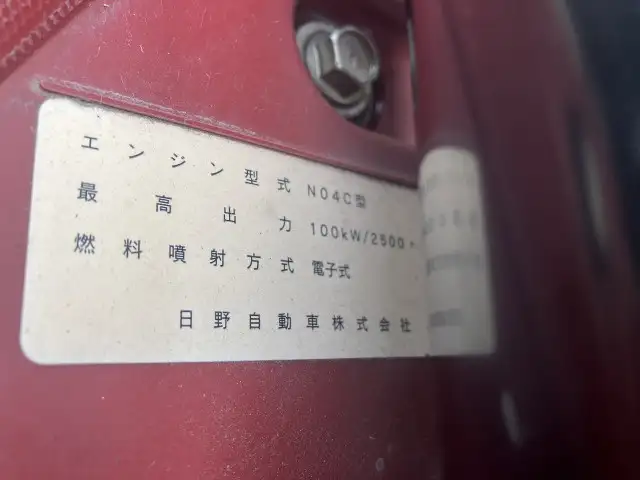 エンジン型式 N04C型
最高出力 100kW/2500
燃料噴射方式 電子式
日野自動車株式会社